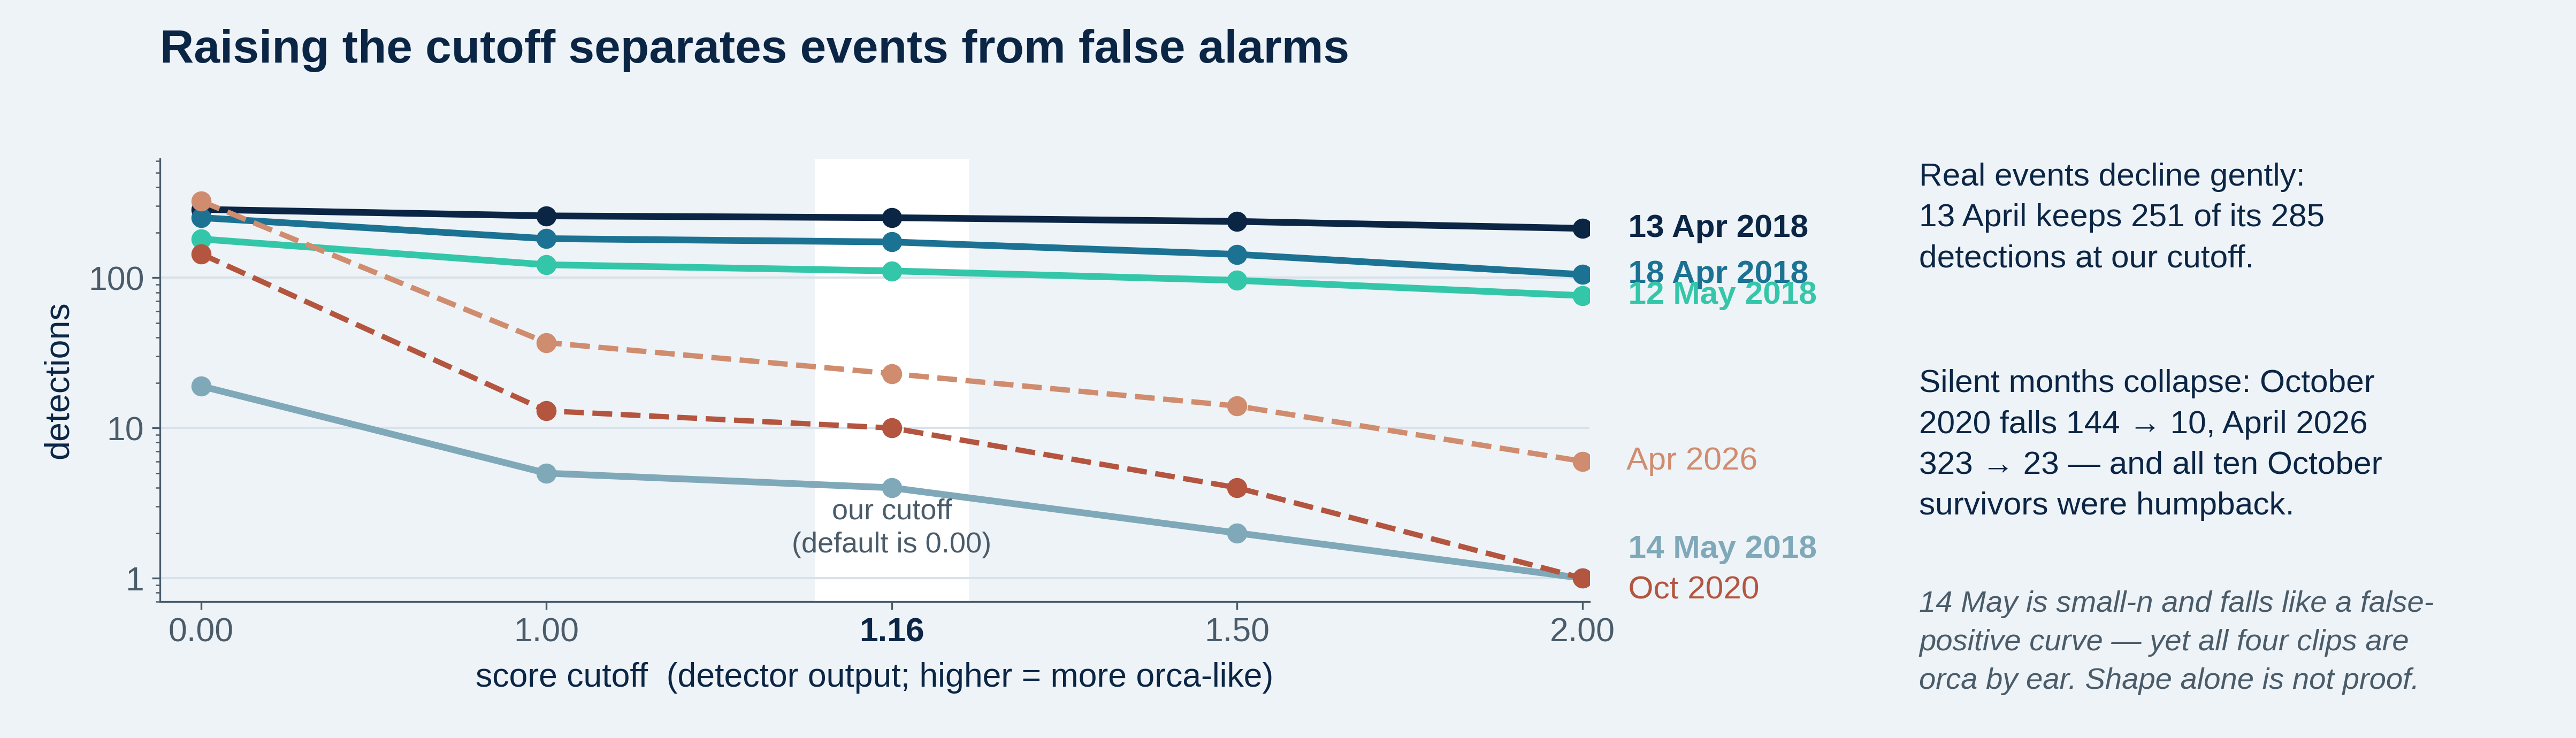 Raising the cutoff separates events from false alarms
detections
100
10
1
0.00
1.00
1.16
1.50
2.00
score cutoff  (detector output; higher = more orca-like)
our cutoff
(default is 0.00)
13 Apr 2018
18 Apr 2018
12 May 2018
Apr 2026
14 May 2018
Oct 2020
Real events decline gently:
13 April keeps 251 of its 285
detections at our cutoff.
Silent months collapse: October
2020 falls 144 → 10, April 2026
323 → 23 — and all ten October
survivors were humpback.
14 May is small-n and falls like a false-
positive curve — yet all four clips are
orca by ear. Shape alone is not proof.